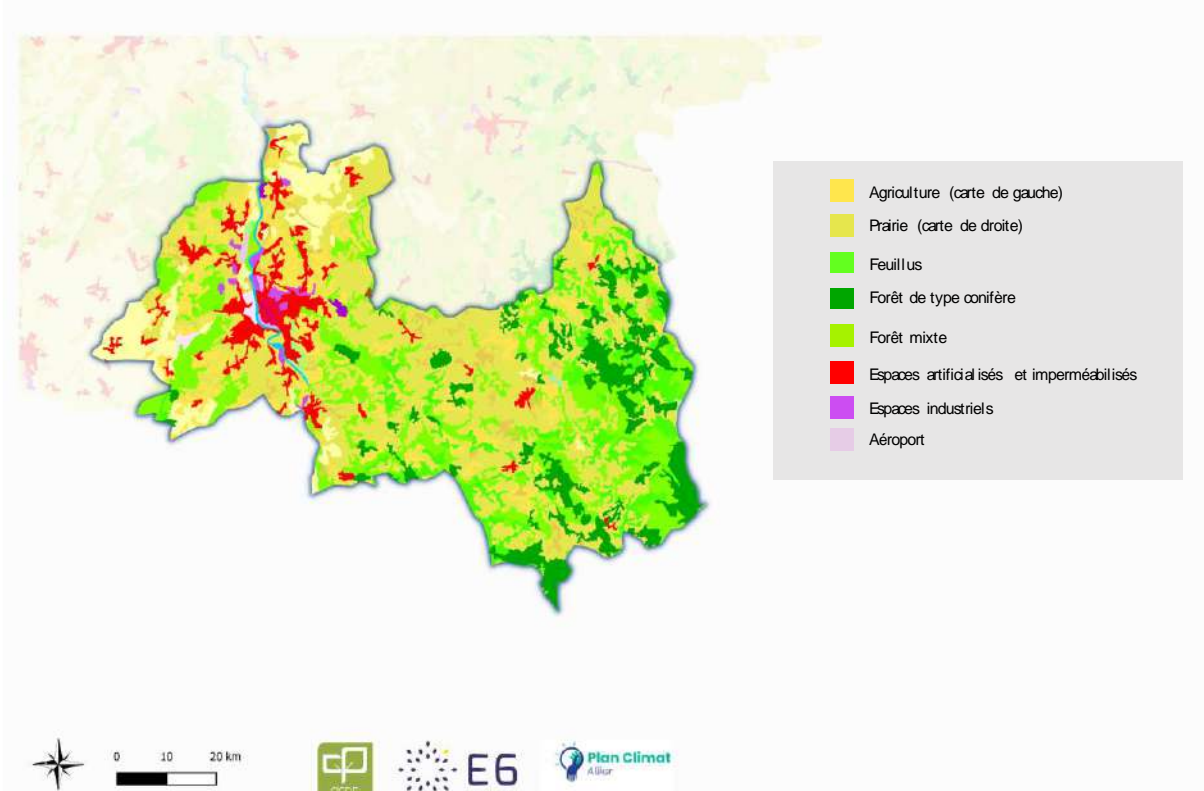 Agriculture (carte de gauche)
Prairie (carte de droite)
Feuillus
Forêt de type conifère
Forêt mixte
Espaces artificialisés et imperméabilisés
Espaces industriels
Aéroport
0 10 20 km
E6
Plan Climat
Allier